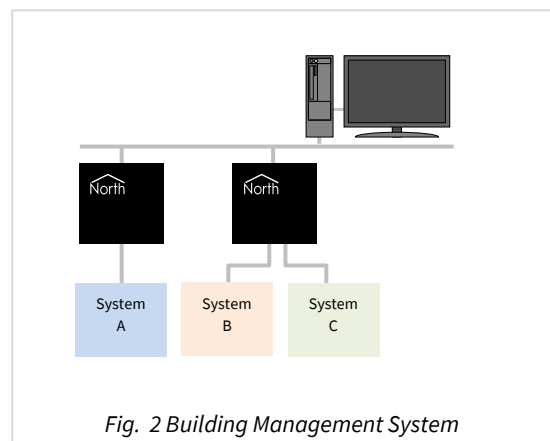 North
North
System
A
System
B
System
C
Fig. 2 Building Management System